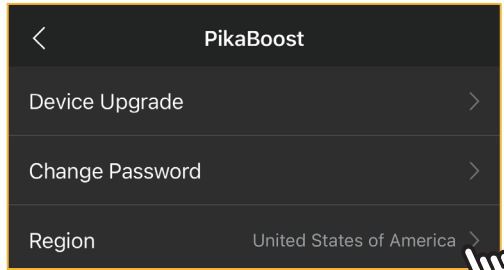 PikaBoost
Device Upgrade
Change Password
Region United States of America